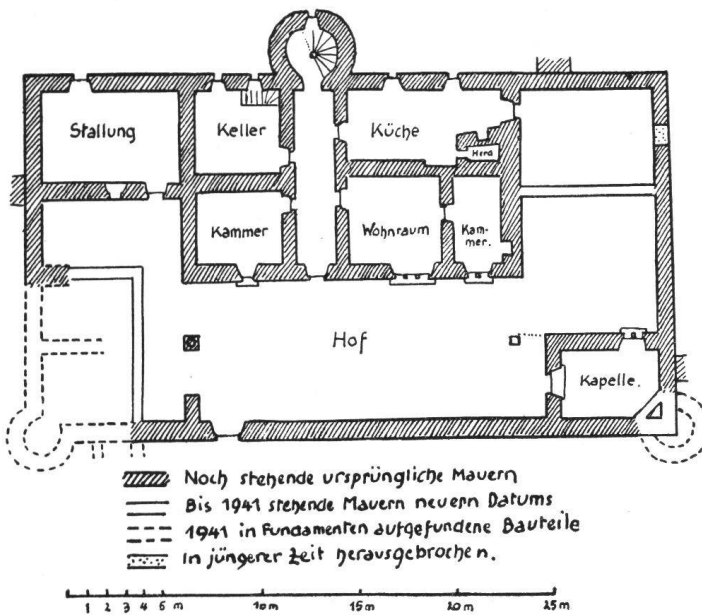 Stallung
Keller
Küche
Herd
Kammer
Wohnraum
Kam-
mer.
Hof
Kapelle.
Noch stehende ursprüngliche Mauern
Bis 1941 stehende Mauern neuern Datums
1941 in Fundamenten aufgefundene Bauteile
In jüngerer Zeit herausgebrochen.
1 2 3 4 6 m 10 m 15 m 20 m 25 m